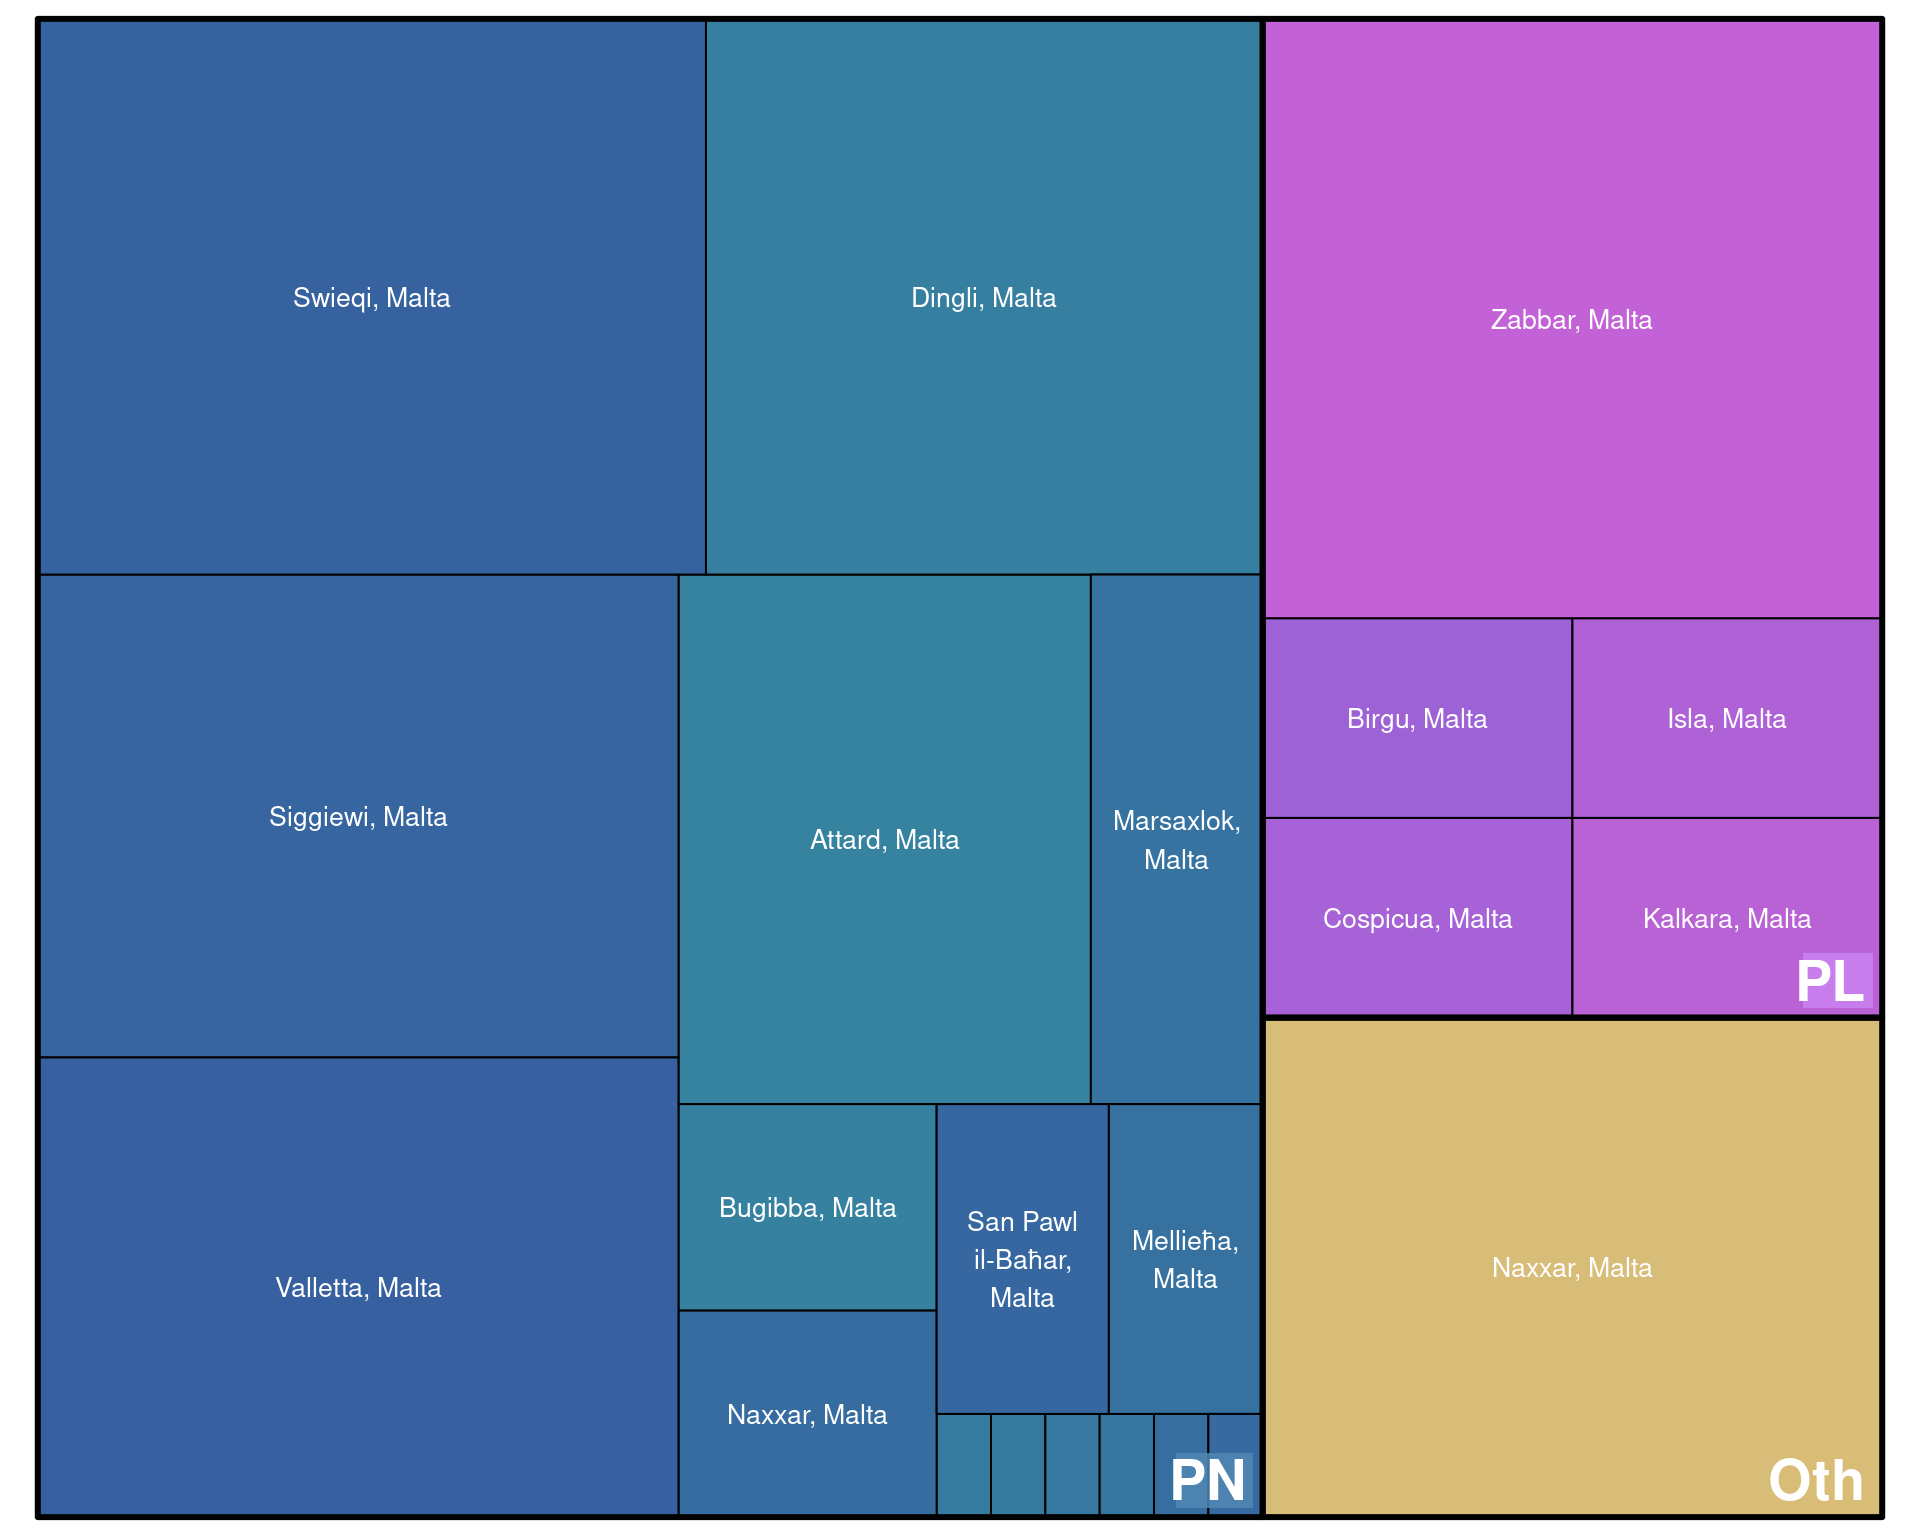 Swieqi, Malta
Dingli, Malta
Zabbar, Malta
Siggiewi, Malta
Attard, Malta
Marsaxlok,
Malta
Birgu, Malta
Isla, Malta
Cospicua, Malta
Kalkara, Malta
PL
Valletta, Malta
Bugibba, Malta
San Pawl
il-Baħar,
Malta
Mellieħa,
Malta
Naxxar, Malta
PN
Naxxar, Malta
Oth